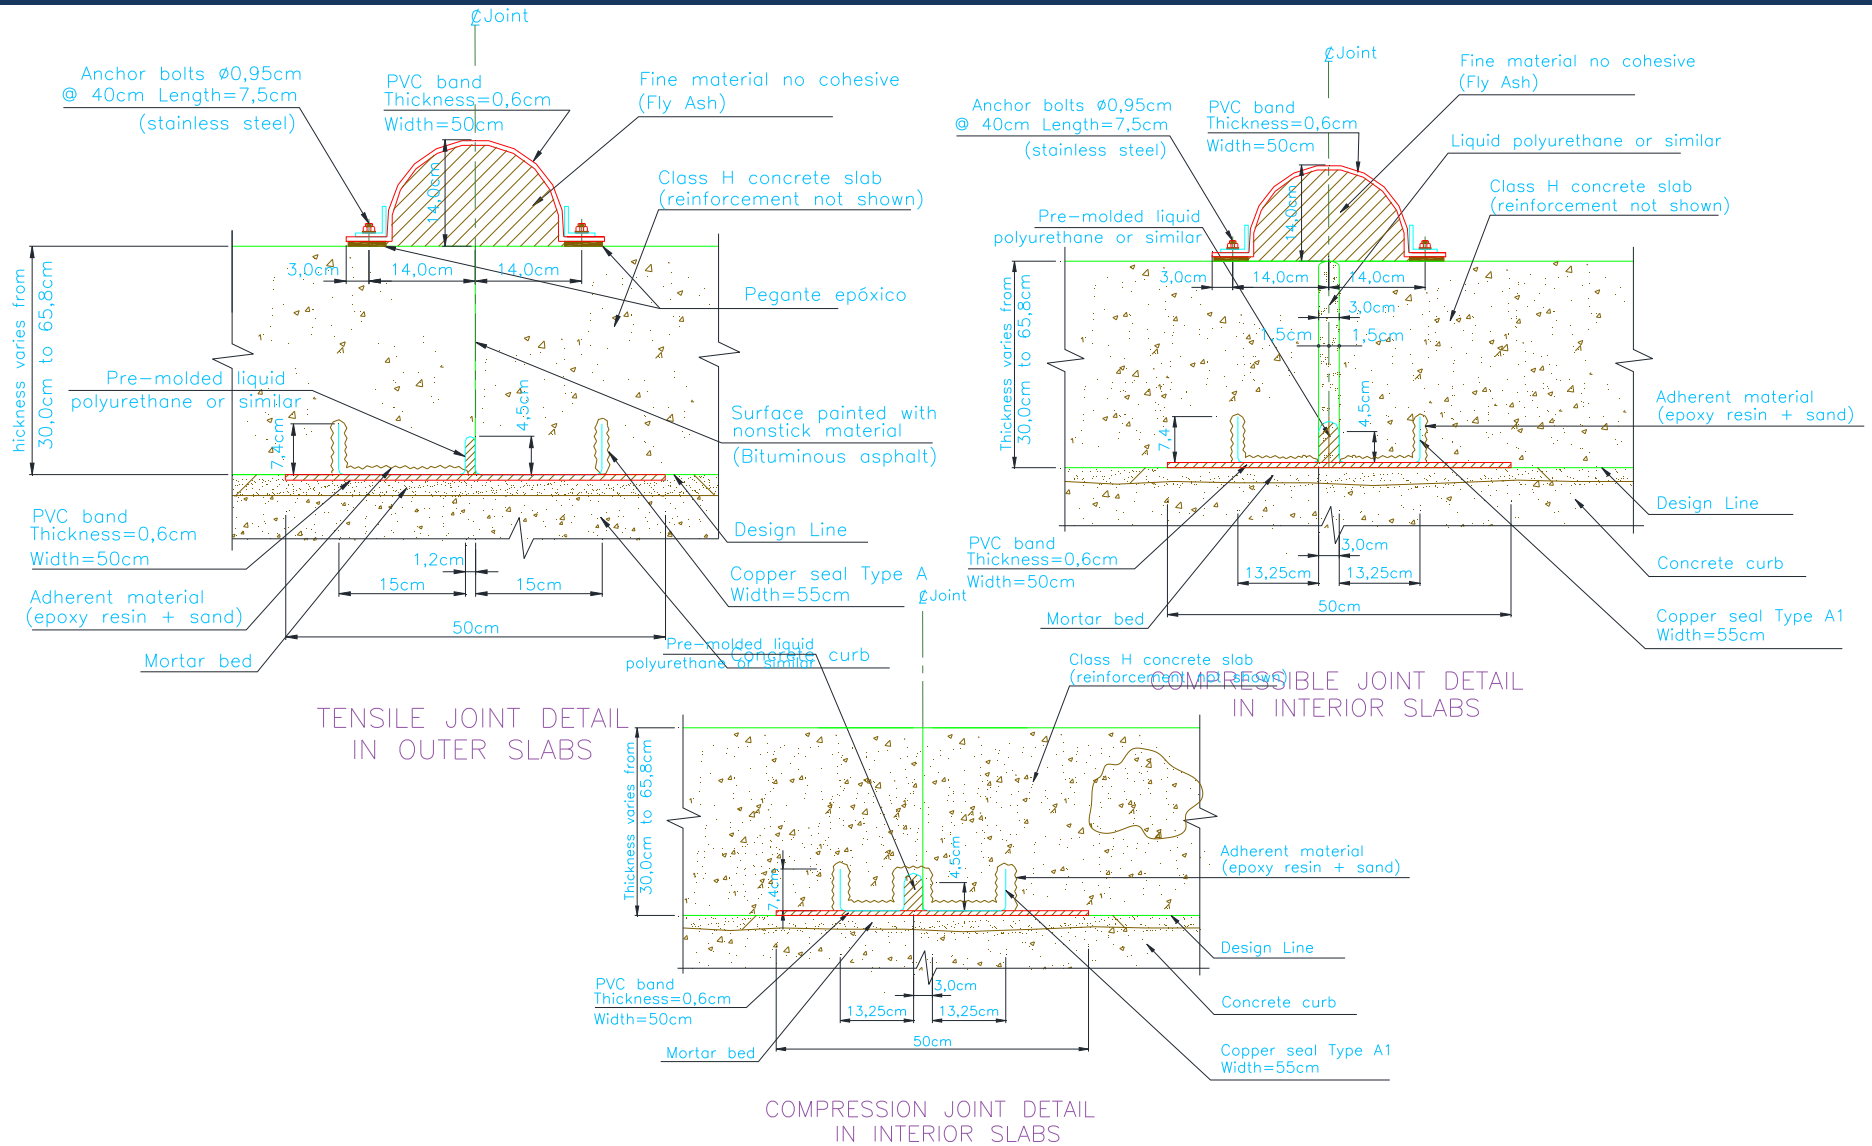 ℄Joint
Anchor bolts Ø0,95cm
@ 40cm Length=7,5cm
(stainless steel)
PVC band
Thickness=0,6cm
Width=50cm
Fine material no cohesive
(Fly Ash)
14,0cm
Class H concrete slab
(reinforcement not shown)
3,0cm
14,0cm
14,0cm
Pegante epóxico
hickness varies from
30,0cm to 65,8cm
Pre-molded liquid
polyurethane or similar
7,4cm
4,5cm
Surface painted with
nonstick material
(Bituminous asphalt)
PVC band
Thickness=0,6cm
Width=50cm
Design Line
1,2cm
15cm
15cm
Copper seal Type A
Width=55cm
Adherent material
(epoxy resin + sand)
50cm
Mortar bed
Concrete curb
TENSILE JOINT DETAIL
IN OUTER SLABS
℄Joint
Fine material no cohesive
(Fly Ash)
Anchor bolts Ø0,95cm
@ 40cm Length=7,5cm
(stainless steel)
PVC band
Thickness=0,6cm
Width=50cm
Liquid polyurethane or similar
Class H concrete slab
(reinforcement not shown)
Pre-molded liquid
polyurethane or similar
14,0cm
3,0cm
14,0cm
14,0cm
3,0cm
1,5cm
1,5cm
Thickness varies from
30,0cm to 65,8cm
7,4
4,5cm
Adherent material
(epoxy resin + sand)
Design Line
PVC band
Thickness=0,6cm
Width=50cm
3,0cm
13,25cm
13,25cm
50cm
Concrete curb
Mortar bed
Copper seal Type A1
Width=55cm
COMPRESSIBLE JOINT DETAIL
IN INTERIOR SLABS
℄Joint
Pre-molded liquid
polyurethane or similar
Class H concrete slab
(reinforcement not shown)
Thickness varies from
30,0cm to 65,8cm
7,4cm
4,5cm
Adherent material
(epoxy resin + sand)
Design Line
PVC band
Thickness=0,6cm
Width=50cm
3,0cm
13,25cm
13,25cm
50cm
Concrete curb
Mortar bed
Copper seal Type A1
Width=55cm
COMPRESSION JOINT DETAIL
IN INTERIOR SLABS